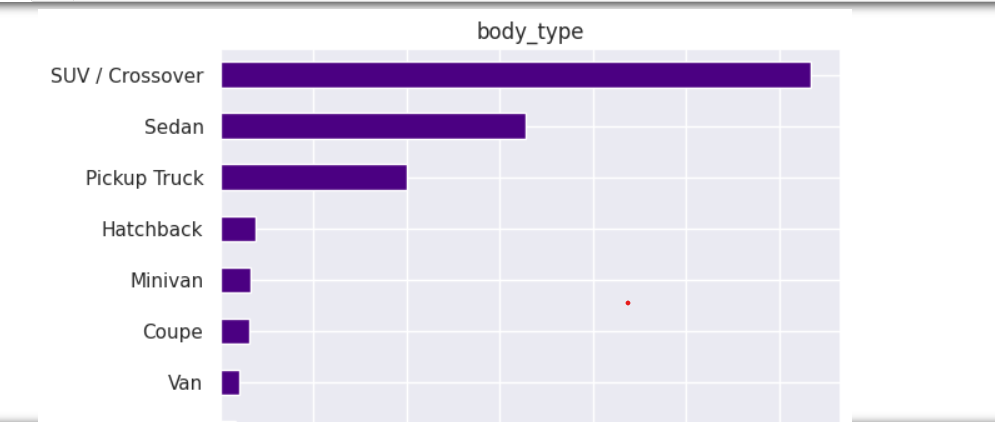 body_type
SUV / Crossover
Sedan
Pickup Truck
Hatchback
Minivan
Coupe
Van